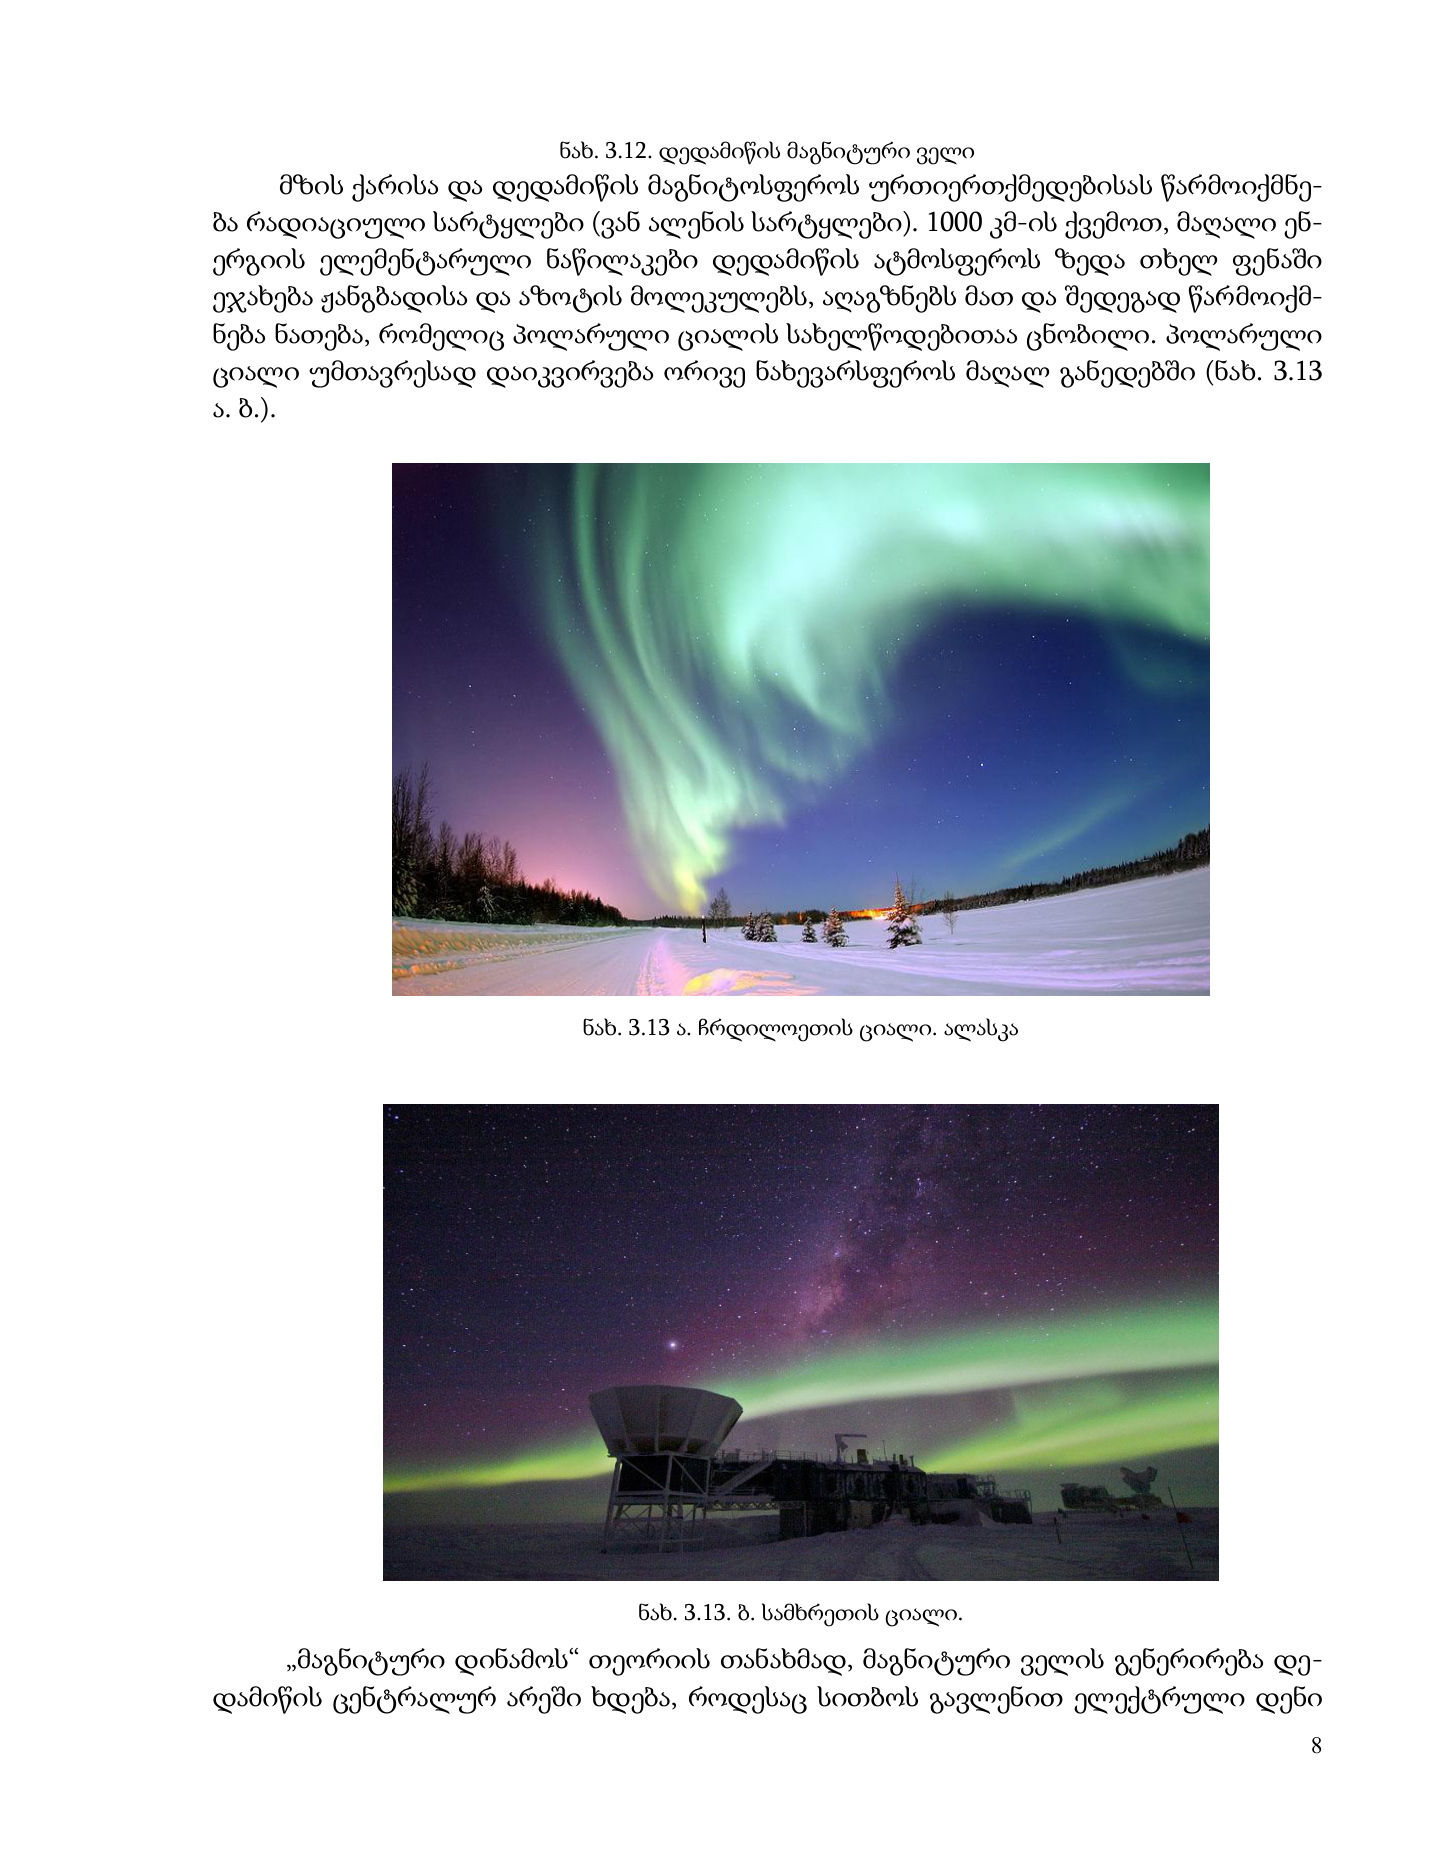 ნახ. 3.12. დედამიწის მაგნიტური ველი
მზის ქარისა და დედამიწის მაგნიტოსფეროს ურთიერთქმედებისას წარმოიქმნე-
ბა რადიაციული სარტყლები (ვან ალენის სარტყლები). 1000 კმ-ის ქვემოთ, მაღალი ენ-
ერგიის ელემენტარული ნაწილაკები დედამიწის ატმოსფეროს ზედა თხელ ფენაში
ეჯახება ჟანგბადისა და აზოტის მოლეკულებს, აღაგზნებს მათ და შედეგად წარმოიქმ-
ნება ნათება, რომელიც პოლარული ციალის სახელწოდებითაა ცნობილი. პოლარული
ციალი უმთავრესად დაიკვირვება ორივე ნახევარსფეროს მაღალ განედებში (ნახ. 3.13
ა. ბ.).
ნახ. 3.13 ა. ჩრდილოეთის ციალი. ალასკა
ნახ. 3.13. ბ. სამხრეთის ციალი.
„მაგნიტური დინამოს“ თეორიის თანახმად, მაგნიტური ველის გენერირება დე-
დამიწის ცენტრალურ არეში ხდება, როდესაც სითბოს გავლენით ელექტრული დენი
8